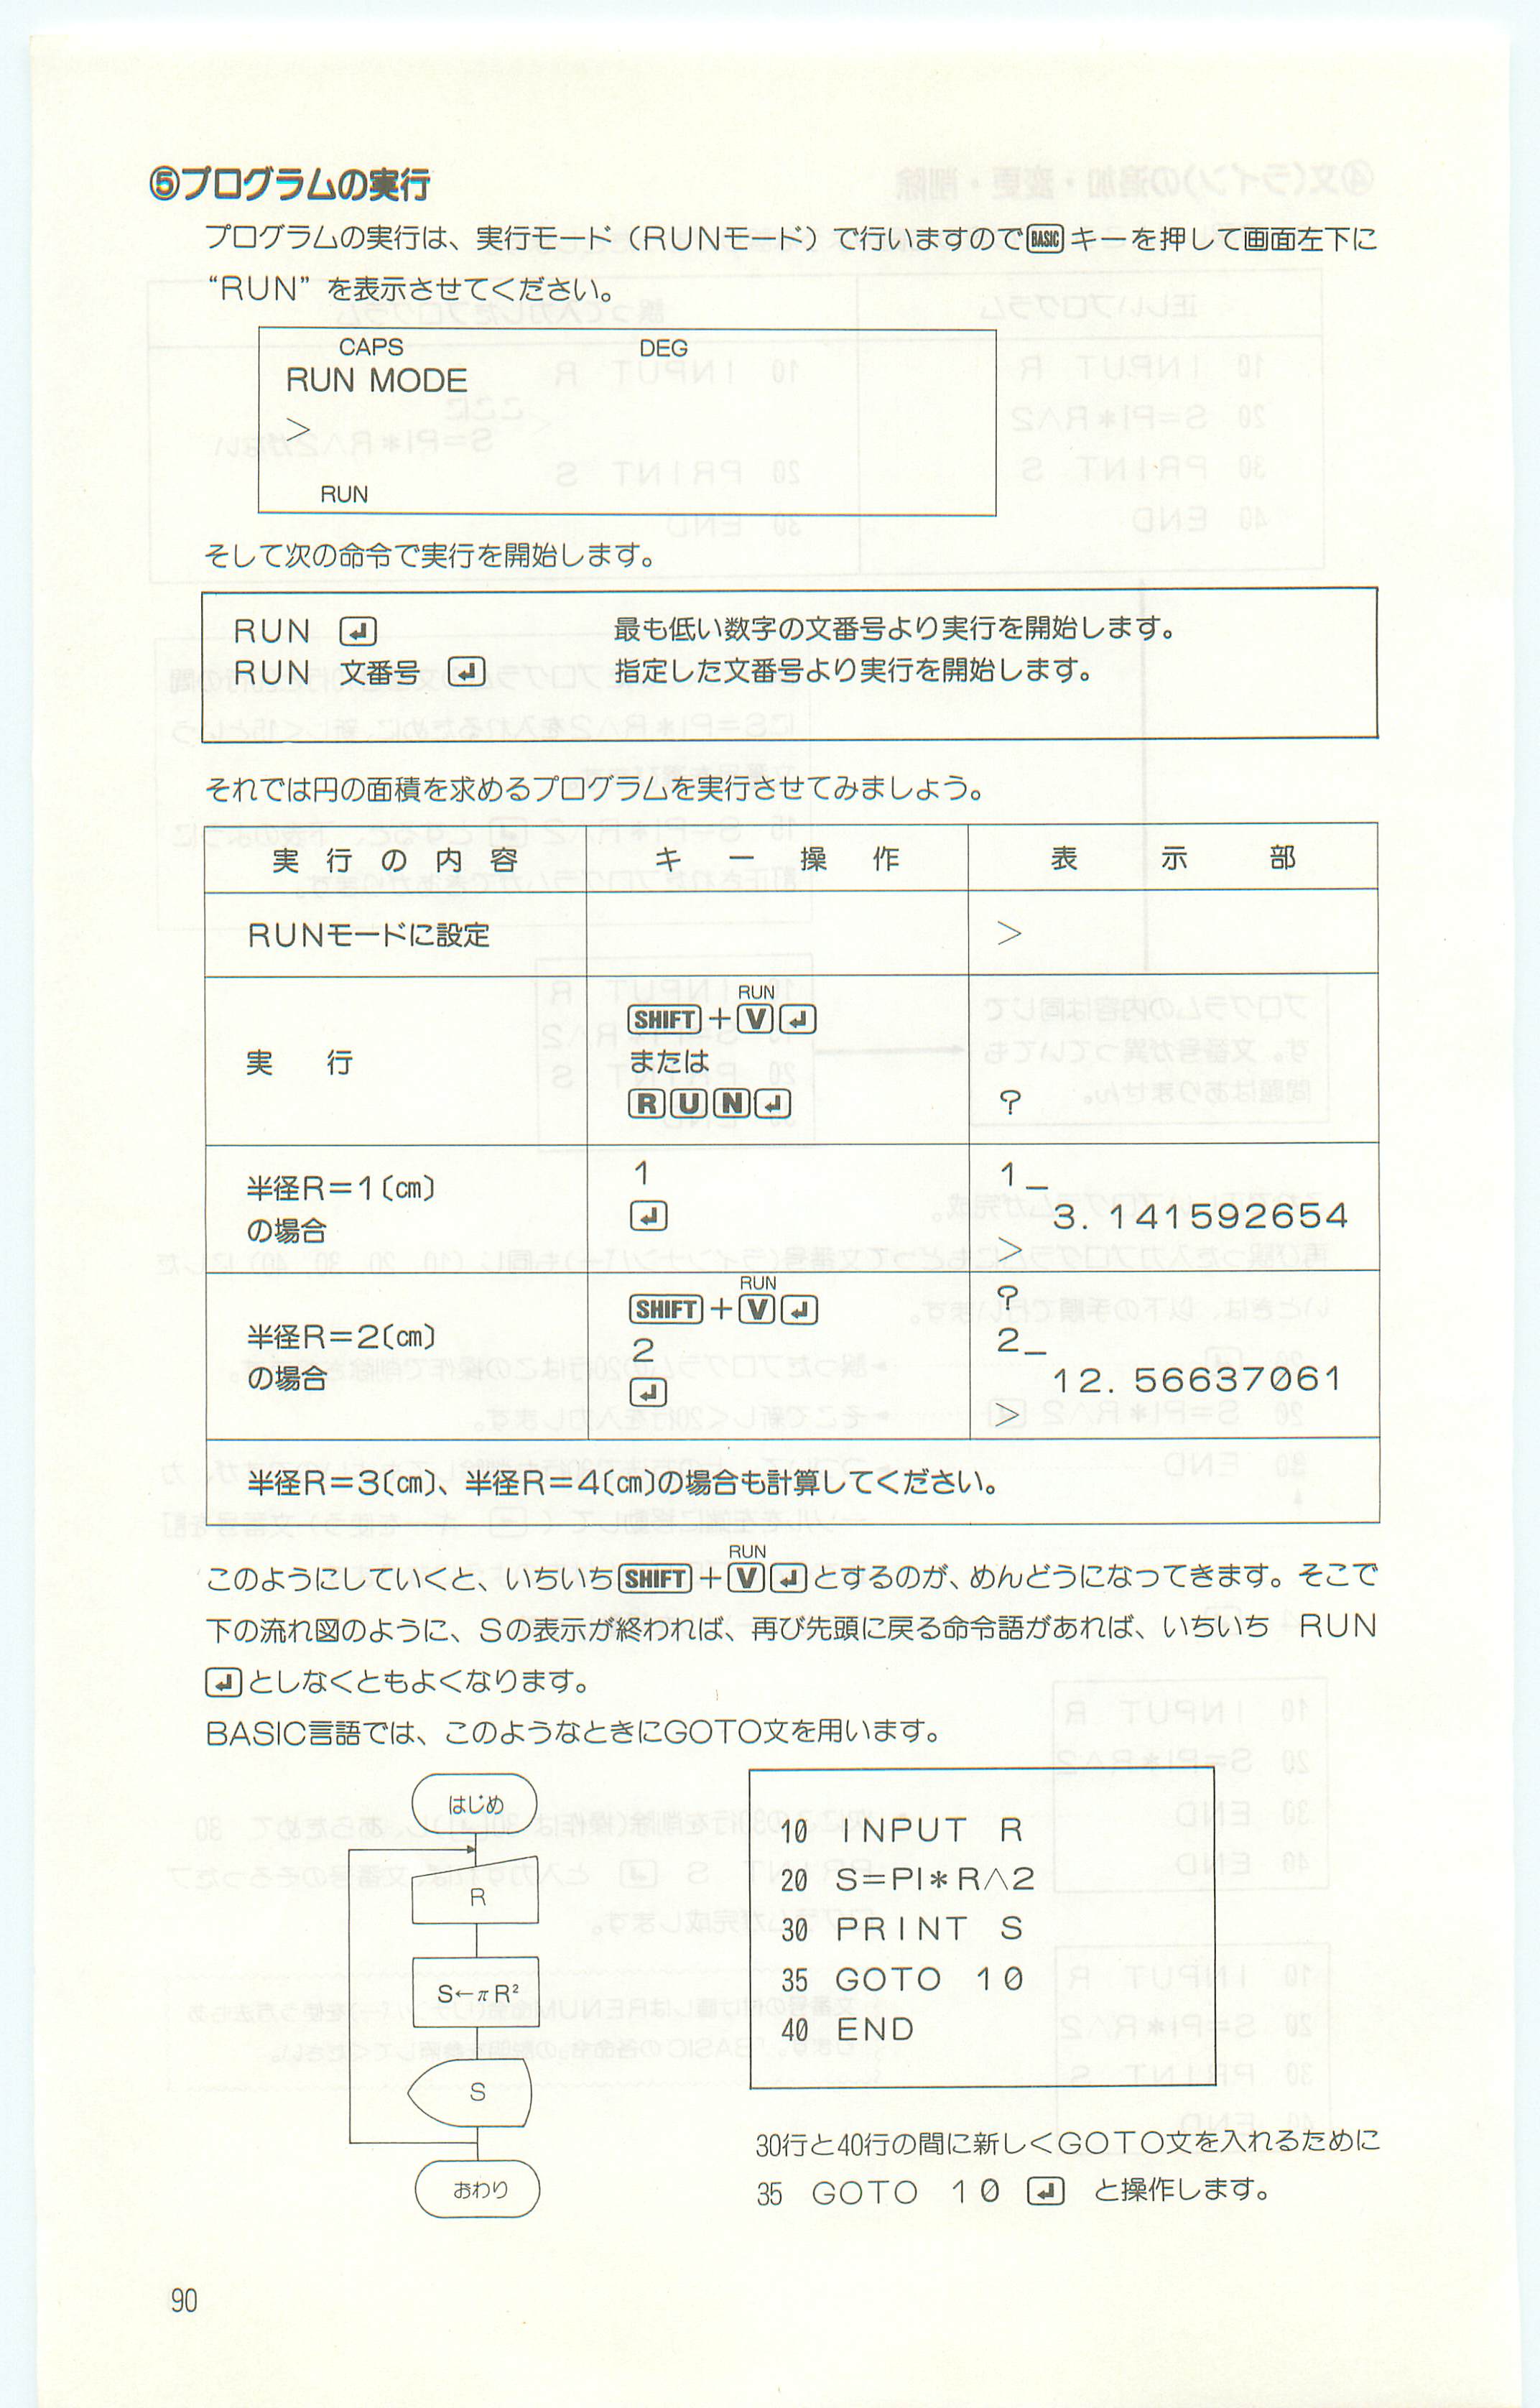 ⑤プログラムの実行
プログラムの実行は、実行モード(RUNモード)で行いますのでBASICキーを押して画面左下に
“RUN”を表示させてください。
CAPS DEG
RUN MODE
>
RUN
そして次の命令で実行を開始します。
RUN ↲ 最も低い数字の文番号より実行を開始します。
RUN 文番号 ↲ 指定した文番号より実行を開始します。
それでは円の面積を求めるプログラムを実行させてみましょう。
実行の内容 キー操作 表示部
RUNモードに設定 >
RUN
SHIFT+V↲
実行 または
RUN↲ ?
半径R=1(cm) 1 1_
の場合 ↲ 3.141592654
>
RUN
SHIFT+V↲ ?
半径R=2(cm) 2 2_
の場合 ↲ 12.56637061
>
半径R=3(cm)、半径R=4(cm)の場合も計算してください。
RUN
このようにしていくと、いちいちSHIFT+V↲とするのが、めんどうになってきます。そこで
下の流れ図のように、Sの表示が終われば、再び先頭に戻る命令語があれば、いちいち RUN
↲としなくともよくなります。
BASIC言語では、このようなときにGOTO文を用います。
はじめ
R
S←πR²
S
おわり
10 INPUT R
20 S=PI*R∧2
30 PRINT S
35 GOTO 10
40 END
30行と40行の間に新しくGOTO文を入れるために
35 GOTO 10 ↲ と操作します。
90